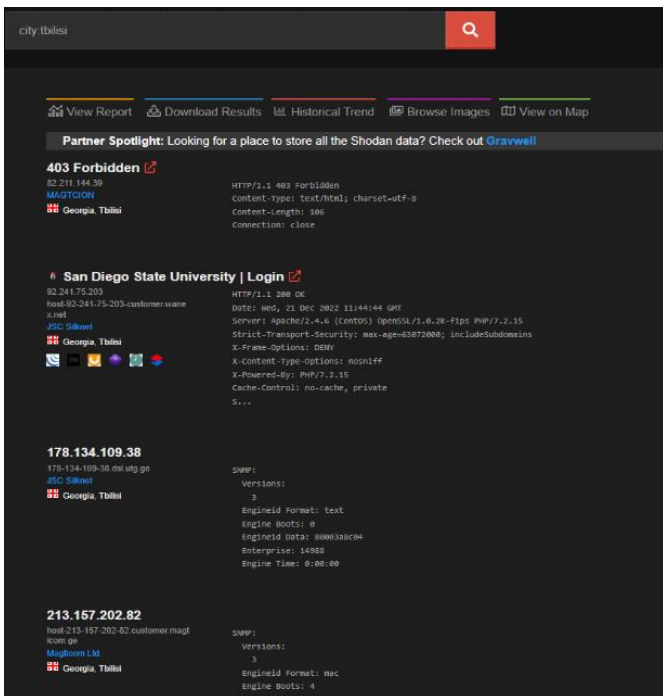 city:tbilisi
View Report Download Results Historical Trend Browse Images View on Map
Partner Spotlight: Looking for a place to store all the Shodan data? Check out Gravwell
403 Forbidden
82.211.144.39
MAGTCION
Georgia, Tbilisi
HTTP/1.1 403 Forbidden
Content-Type: text/html; charset=utf-8
Content-Length: 106
Connection: close
San Diego State University | Login
92.241.75.203
host-92-241-75-203-customer.wane
x.net
JSC Silknet
Georgia, Tbilisi
HTTP/1.1 200 OK
Date: Wed, 21 Dec 2022 11:44:44 GMT
Server: Apache/2.4.6 (CentOS) OpenSSL/1.0.2k-fips PHP/7.2.15
Strict-Transport-Security: max-age=63072000; includeSubdomains
X-Frame-Options: DENY
X-Content-Type-Options: nosniff
X-Powered-By: PHP/7.2.15
Cache-Control: no-cache, private
S...
178.134.109.38
178-134-109-38.dsl.utg.ge
JSC Silknet
Georgia, Tbilisi
SNMP:
Versions:
3
Engineid Format: text
Engine Boots: 0
Engineid Data: 80003a8c04
Enterprise: 14988
Engine Time: 0:00:00
213.157.202.82
host-213-157-202-82.customer.magt
icom.ge
Magticom Ltd.
Georgia, Tbilisi
SNMP:
Versions:
3
Engineid Format: mac
Engine Boots: 4